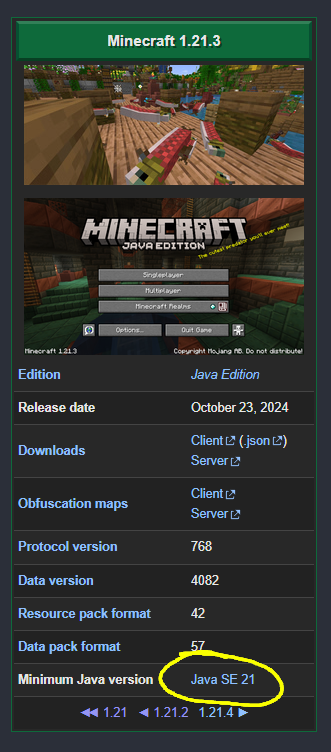 Minecraft 1.21.3
MINECRAFT
JAVA EDITION
The cutest predator you'll ever meet!
Singleplayer
Multiplayer
Minecraft Realms
Options...
Quit Game
Minecraft 1.21.3
Copyright Mojang AB. Do not distribute!
Edition Java Edition
Release date October 23, 2024
Downloads Client (.json)
Server
Obfuscation maps Client
Server
Protocol version 768
Data version 4082
Resource pack format 42
Data pack format 57
Minimum Java version Java SE 21
◀◀ 1.21 ◀ 1.21.2 1.21.4 ▶